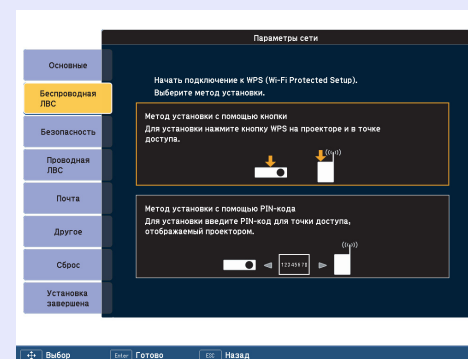 Параметры сети
Основные
Беспроводная
ЛВС
Безопасность
Проводная
ЛВС
Почта
Другое
Сброс
Установка
завершена
Начать подключение к WPS (Wi-Fi Protected Setup).
Выберите метод установки.
Метод установки с помощью кнопки
Для установки нажмите кнопку WPS на проекторе и в точке
доступа.
Метод установки с помощью PIN-кода
Для установки введите PIN-код для точки доступа,
отображаемый проектором.
12345678
Выбор
Enter Готово
ESC Назад